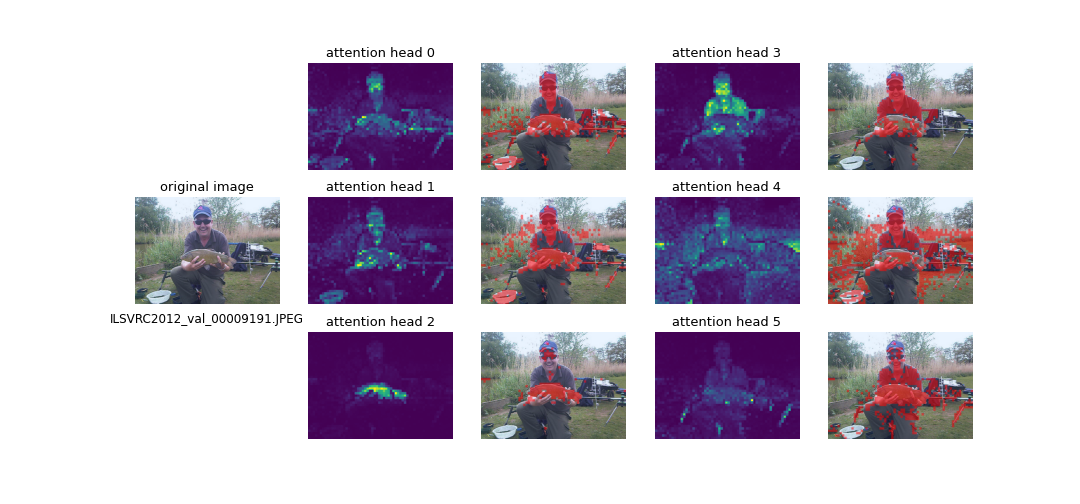 attention head 0
attention head 3
original image
attention head 1
attention head 4
ILSVRC2012_val_00009191.JPEG
attention head 2
attention head 5